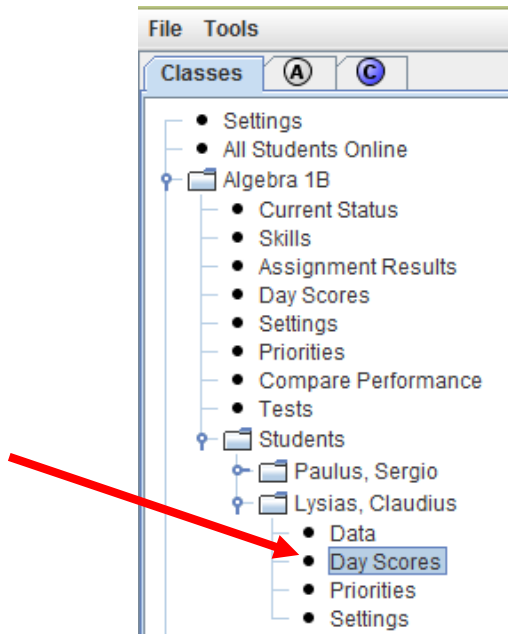 File Tools
Classes A C
Settings
All Students Online
Algebra 1B
Current Status
Skills
Assignment Results
Day Scores
Settings
Priorities
Compare Performance
Tests
Students
Paulus, Sergio
Lysias, Claudius
Data
Day Scores
Priorities
Settings